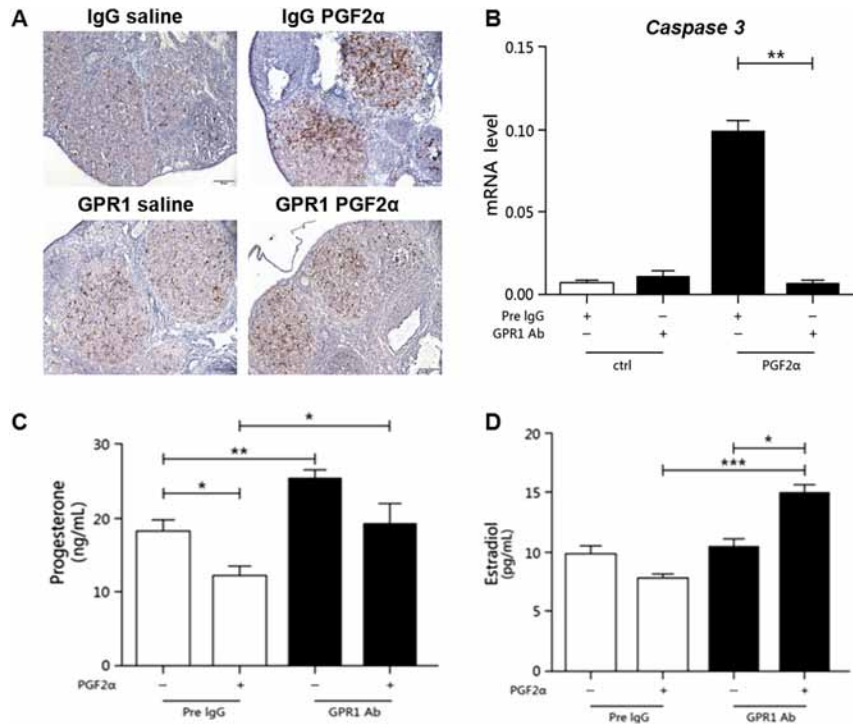 A
IgG saline
IgG PGF2α
GPR1 saline
GPR1 PGF2α
B
Caspase 3
mRNA level
0.15
0.10
0.05
0.00
**
Pre IgG + – + –
GPR1 Ab – + – +
ctrl
PGF2α
C
Progesterone
(ng/mL)
30
20
10
0
*
**
*
PGF2α – + – +
Pre IgG
GPR1 Ab
D
Estradiol
(pg/mL)
20
15
10
5
0
*
***
PGF2α – + – +
Pre IgG
GPR1 Ab